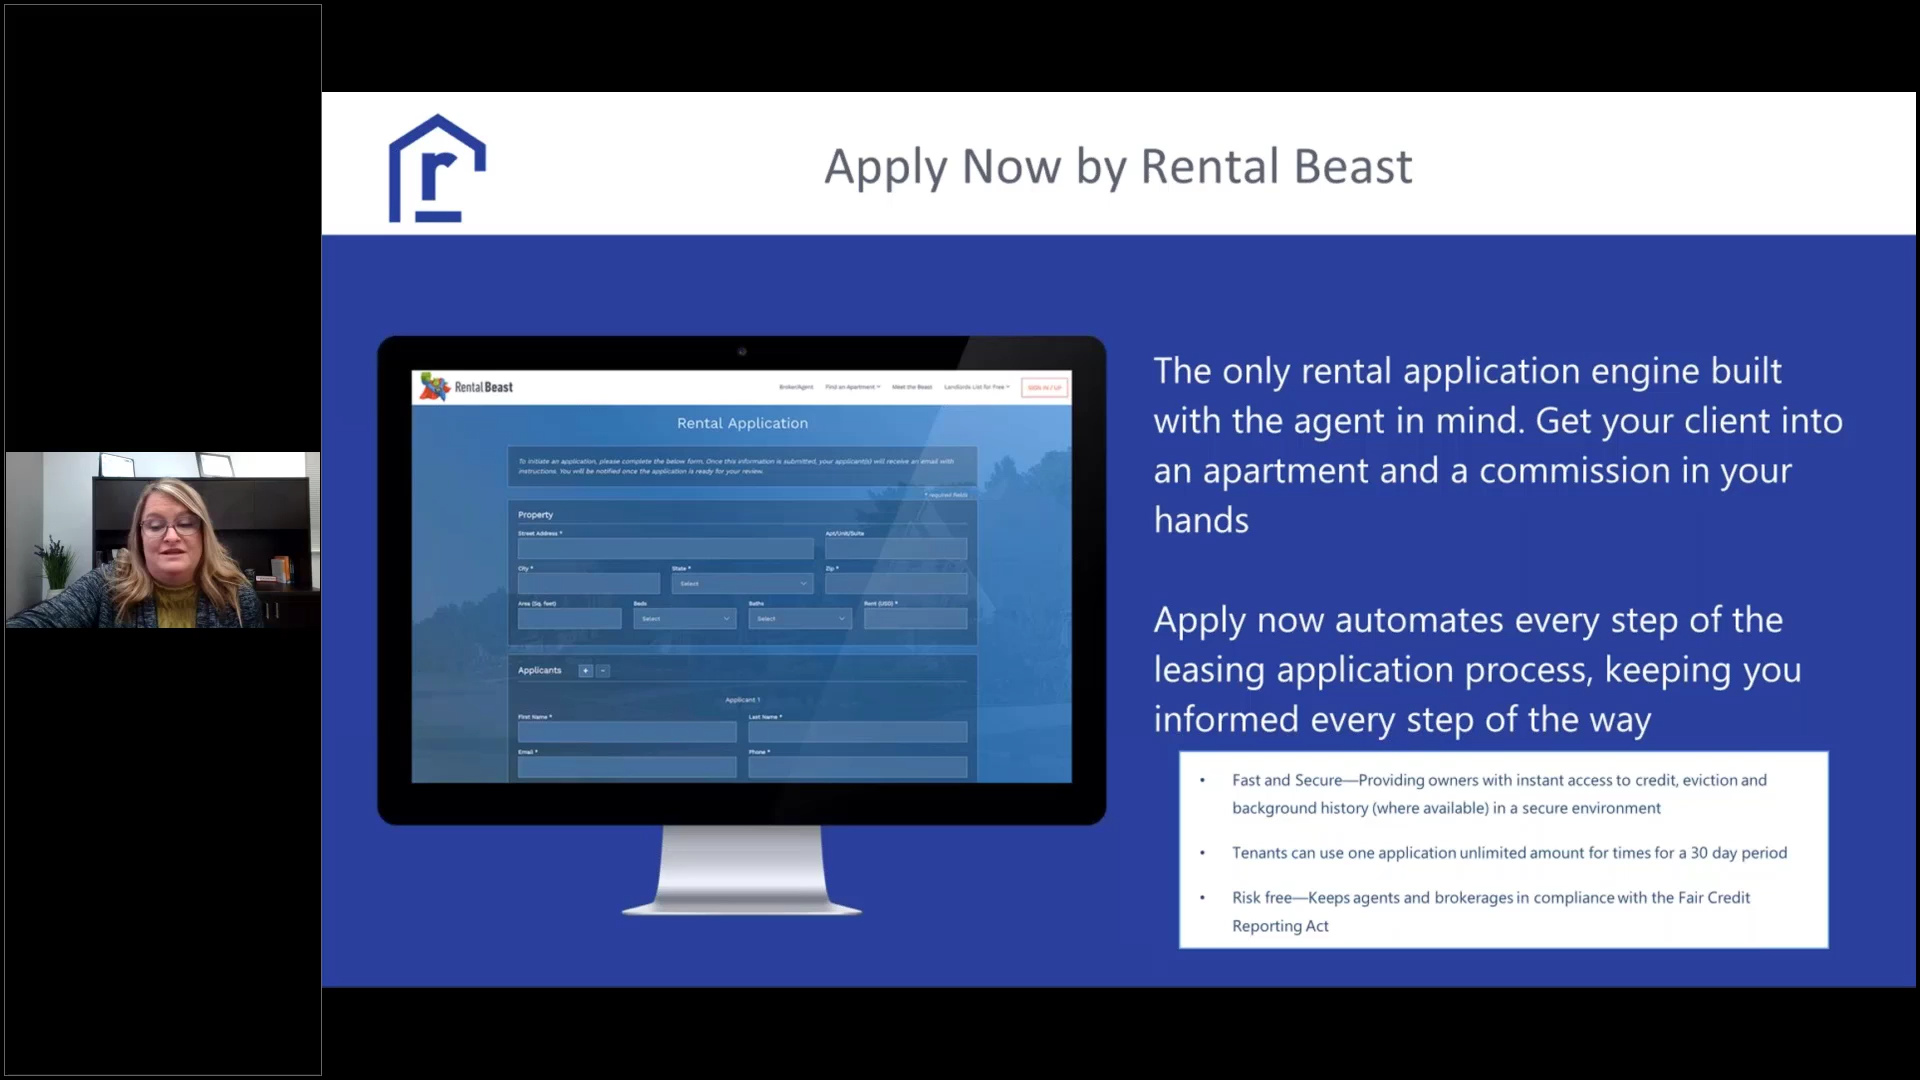 Apply Now by Rental Beast
r
Rental Beast
Broker/Agent Find an Apartment Meet the Beast Landlords List for Free SIGN IN / UP
Rental Application
To initiate an application, please complete the below form. Once this information is submitted, your applicant(s) will receive an email with
instructions. You will be notified once the application is ready for your review.
* required fields
Property
Street Address * Apt/Unit/Suite
City * State * Zip *
Select
Area (Sq. feet) Beds Baths Rent (USD) *
Select Select
Applicants + -
Applicant 1
First Name * Last Name *
Email * Phone *
The only rental application engine built
with the agent in mind. Get your client into
an apartment and a commission in your
hands
Apply now automates every step of the
leasing application process, keeping you
informed every step of the way
• Fast and Secure—Providing owners with instant access to credit, eviction and
background history (where available) in a secure environment
• Tenants can use one application unlimited amount for times for a 30 day period
• Risk free—Keeps agents and brokerages in compliance with the Fair Credit
Reporting Act